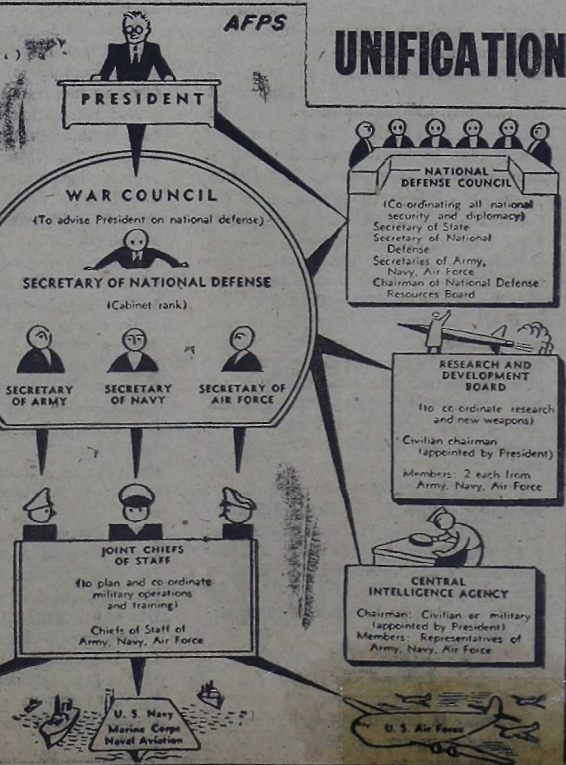 AFPS
UNIFICATION
PRESIDENT
WAR COUNCIL
(To advise President on national defense)
SECRETARY OF NATIONAL DEFENSE
(Cabinet rank)
SECRETARY
OF ARMY
SECRETARY
OF NAVY
SECRETARY OF
AIR FORCE
NATIONAL
DEFENSE COUNCIL
(Co-ordinating all national
security and diplomacy)
Secretary of State
Secretary of National
Defense
Secretaries of Army,
Navy, Air Force
Chairman of National Defense
Resources Board
RESEARCH AND
DEVELOPMENT
BOARD
(to co-ordinate research
and new weapons)
Civilian chairman
(appointed by President)
Members: 2 each from
Army, Navy, Air Force
JOINT CHIEFS
OF STAFF
(to plan and co-ordinate
military operations
and training)
Chiefs of Staff of
Army, Navy, Air Force
CENTRAL
INTELLIGENCE AGENCY
Chairman: Civilian or military
(appointed by President)
Members: Representatives of
Army, Navy, Air Force
U. S. Navy
Marine Corps
Naval Aviation
U. S. Air Force